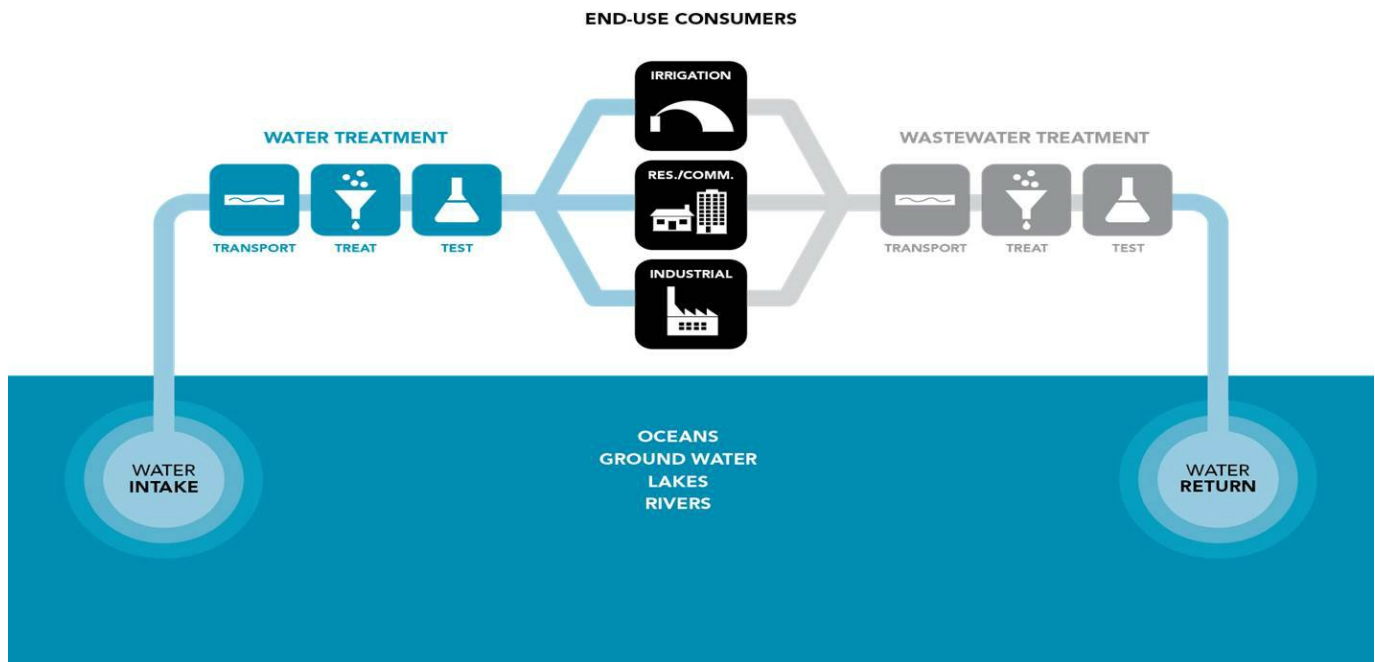 END-USE CONSUMERS
IRRIGATION
WATER TREATMENT
WASTEWATER TREATMENT
RES./COMM.
TRANSPORT
TREAT
TEST
TRANSPORT
TREAT
TEST
INDUSTRIAL
OCEANS
GROUND WATER
LAKES
RIVERS
WATER
INTAKE
WATER
RETURN